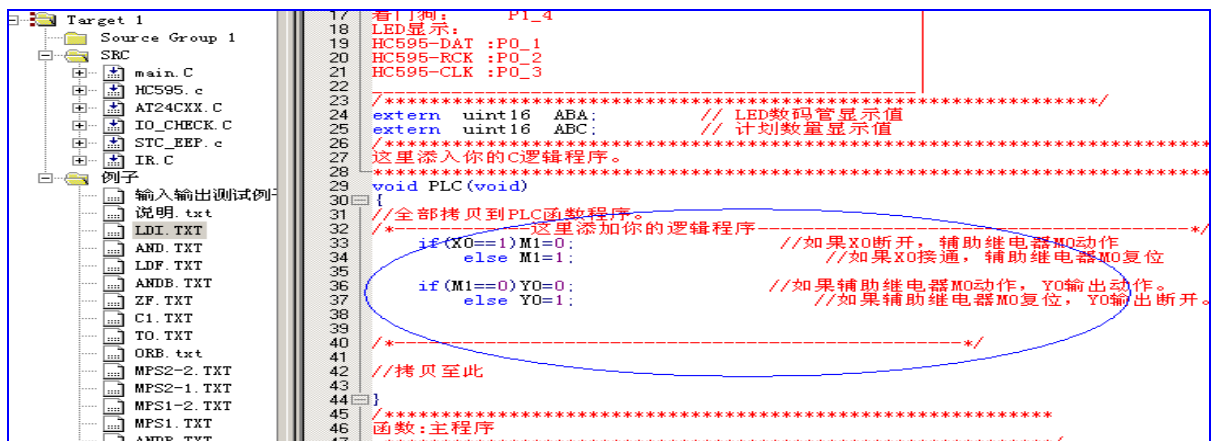 Target 1
Source Group 1
SRC
main.C
HC595.c
AT24CXX.C
IO_CHECK.C
STC_EEP.c
IR.C
例子
输入输出测试例
说明.txt
LDI.TXT
AND.TXT
LDF.TXT
ANDB.TXT
ZF.TXT
C1.TXT
TO.TXT
ORB.txt
MPS2-2.TXT
MPS2-1.TXT
MPS1-2.TXT
MPS1.TXT
17 看门狗: P1_4
18 LED显示:
19 HC595-DAT :P0_1
20 HC595-RCK :P0_2
21 HC595-CLK :P0_3
22
23 /***************************************************************/
24 extern uint16 ABA; // LED数码管显示值
25 extern uint16 ABC; // 计划数量显示值
26 /*************************************************************************
27 这里添入你的C逻辑程序。
28 **************************************************************************
29 void PLC(void)
30 {
31 //全部拷贝到PLC函数程序。
32 /*------------这里添加你的逻辑程序--------------------------------------*/
33 if(X0==1)M1=0; //如果X0断开，辅助继电器M0动作
34 else M1=1; //如果X0接通，辅助继电器M0复位
35
36 if(M1==0)Y0=0; //如果辅助继电器M0动作，Y0输出动作。
37 else Y0=1; //如果辅助继电器M0复位，Y0输出断开。
38
39
40 /*--------------------------------------------------*/
41
42 //拷贝至此
43
44 }
45 /***********************************************************
46 函数:主程序